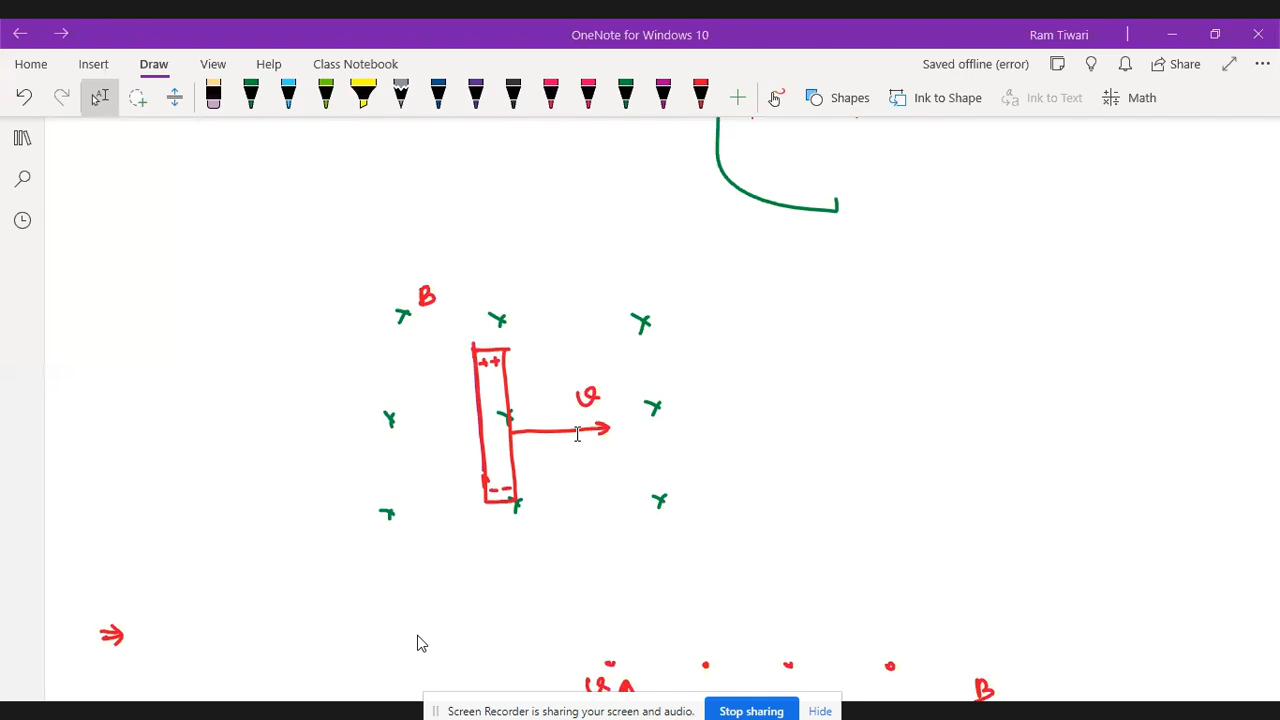 OneNote for Windows 10
Ram Tiwari
Home Insert Draw View Help Class Notebook
Saved offline (error)
Share
Shapes
Ink to Shape
Ink to Text
Math
B
++
v
--
B
Screen Recorder is sharing your screen and audio.
Stop sharing
Hide